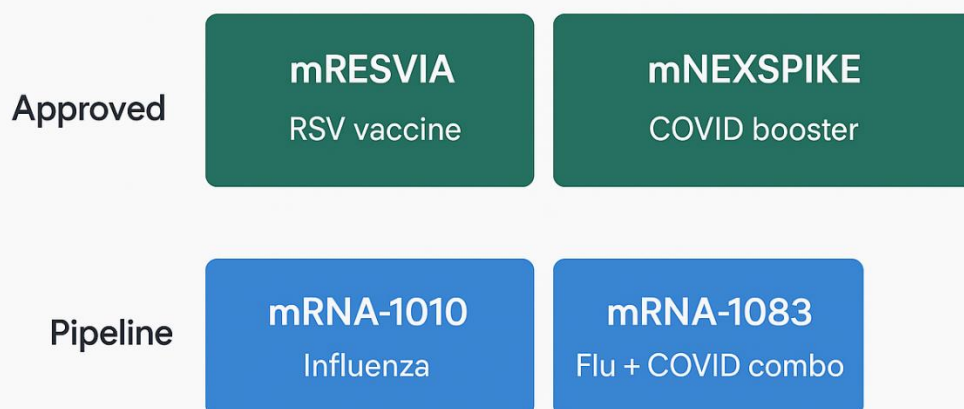 Approved
mRESVIA
RSV vaccine
mNEXSPIKE
COVID booster
Pipeline
mRNA-1010
Influenza
mRNA-1083
Flu + COVID combo